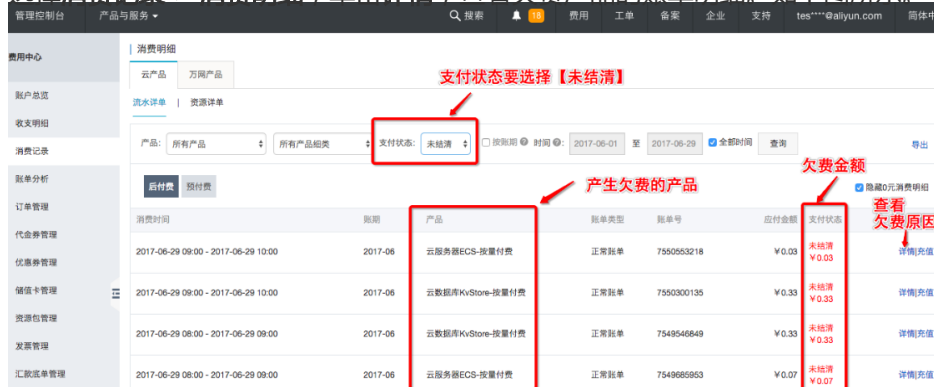 管理控制台 产品与服务 搜索 18 费用 工单 备案 企业 支持 tes****@aliyun.com 简体中
费用中心
消费明细
云产品 万网产品
支付状态要选择【未结清】
账户总览
流水详单 | 资源详单
收支明细
产品: 所有产品 所有产品细类 支付状态: 未结清 按账期 时间 : 2017-06-01 至 2017-06-29 全部时间 查询 导出
消费记录
欠费金额
账单分析
后付费 预付费
产生欠费的产品
隐藏0元消费明细
查看
欠费原因
订单管理
消费时间 账期 产品 账单类型 账单号 应付金额 支付状态
代金券管理
2017-06-29 09:00 - 2017-06-29 10:00 2017-06 云服务器ECS-按量付费 正常账单 7550553218 ¥0.03 未结清 ¥0.03 详情|充值
优惠券管理
储值卡管理
2017-06-29 09:00 - 2017-06-29 10:00 2017-06 云数据库KvStore-按量付费 正常账单 7550300135 ¥0.33 未结清 ¥0.33 详情|充值
资源包管理
2017-06-29 08:00 - 2017-06-29 09:00 2017-06 云数据库KvStore-按量付费 正常账单 7549546849 ¥0.33 未结清 ¥0.33 详情|充值
发票管理
汇款底单管理
2017-06-29 08:00 - 2017-06-29 09:00 2017-06 云服务器ECS-按量付费 正常账单 7549685953 ¥0.07 未结清 ¥0.07 详情|充值